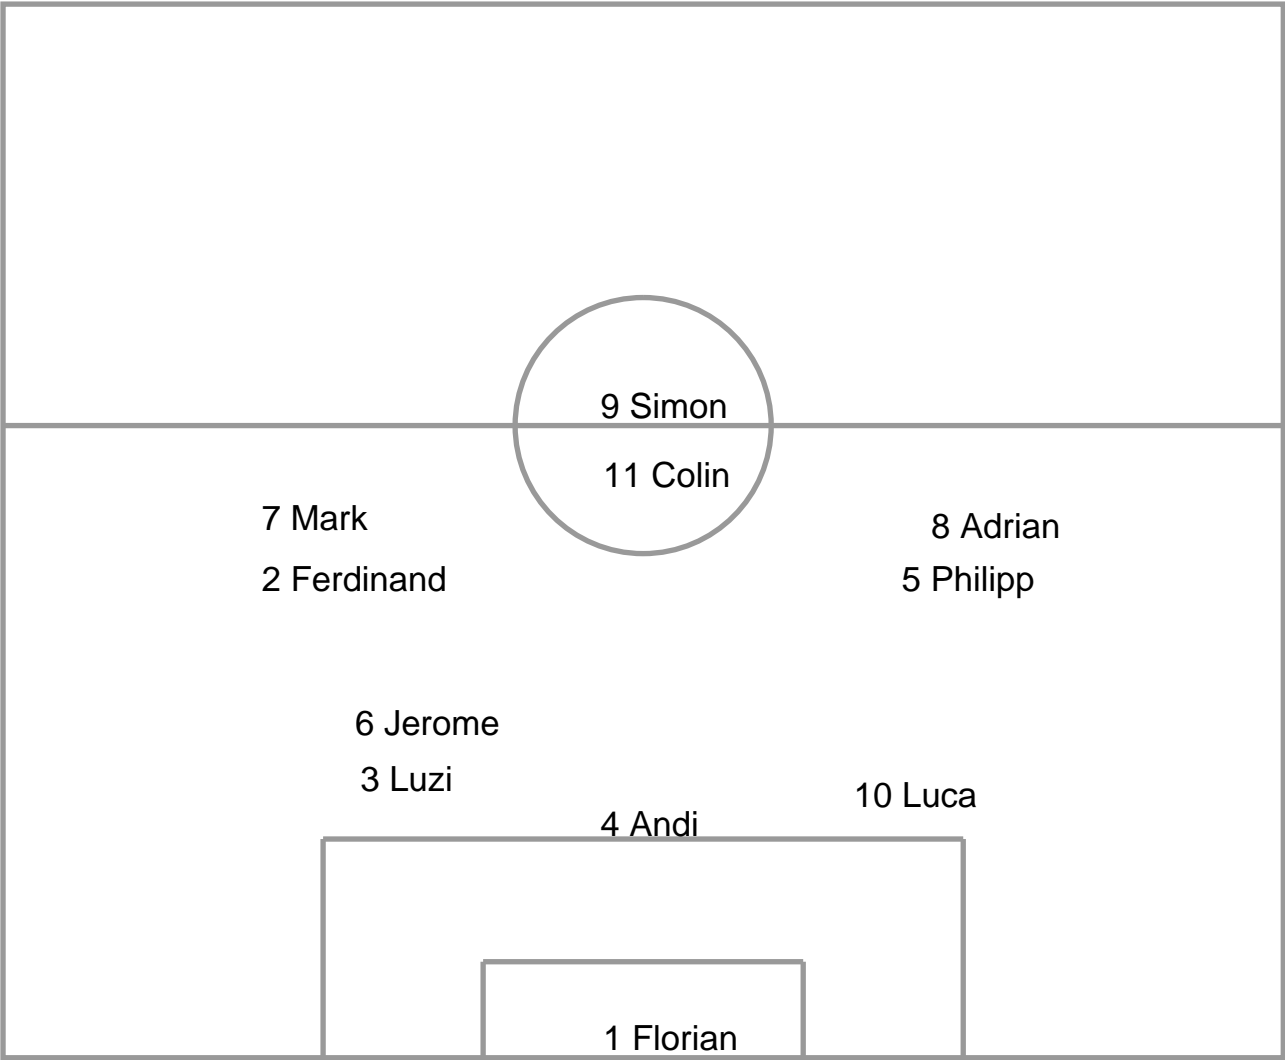 9 Simon
11 Colin
7 Mark
8 Adrian
2 Ferdinand
5 Philipp
6 Jerome
3 Luzi
10 Luca
4 Andi
1 Florian